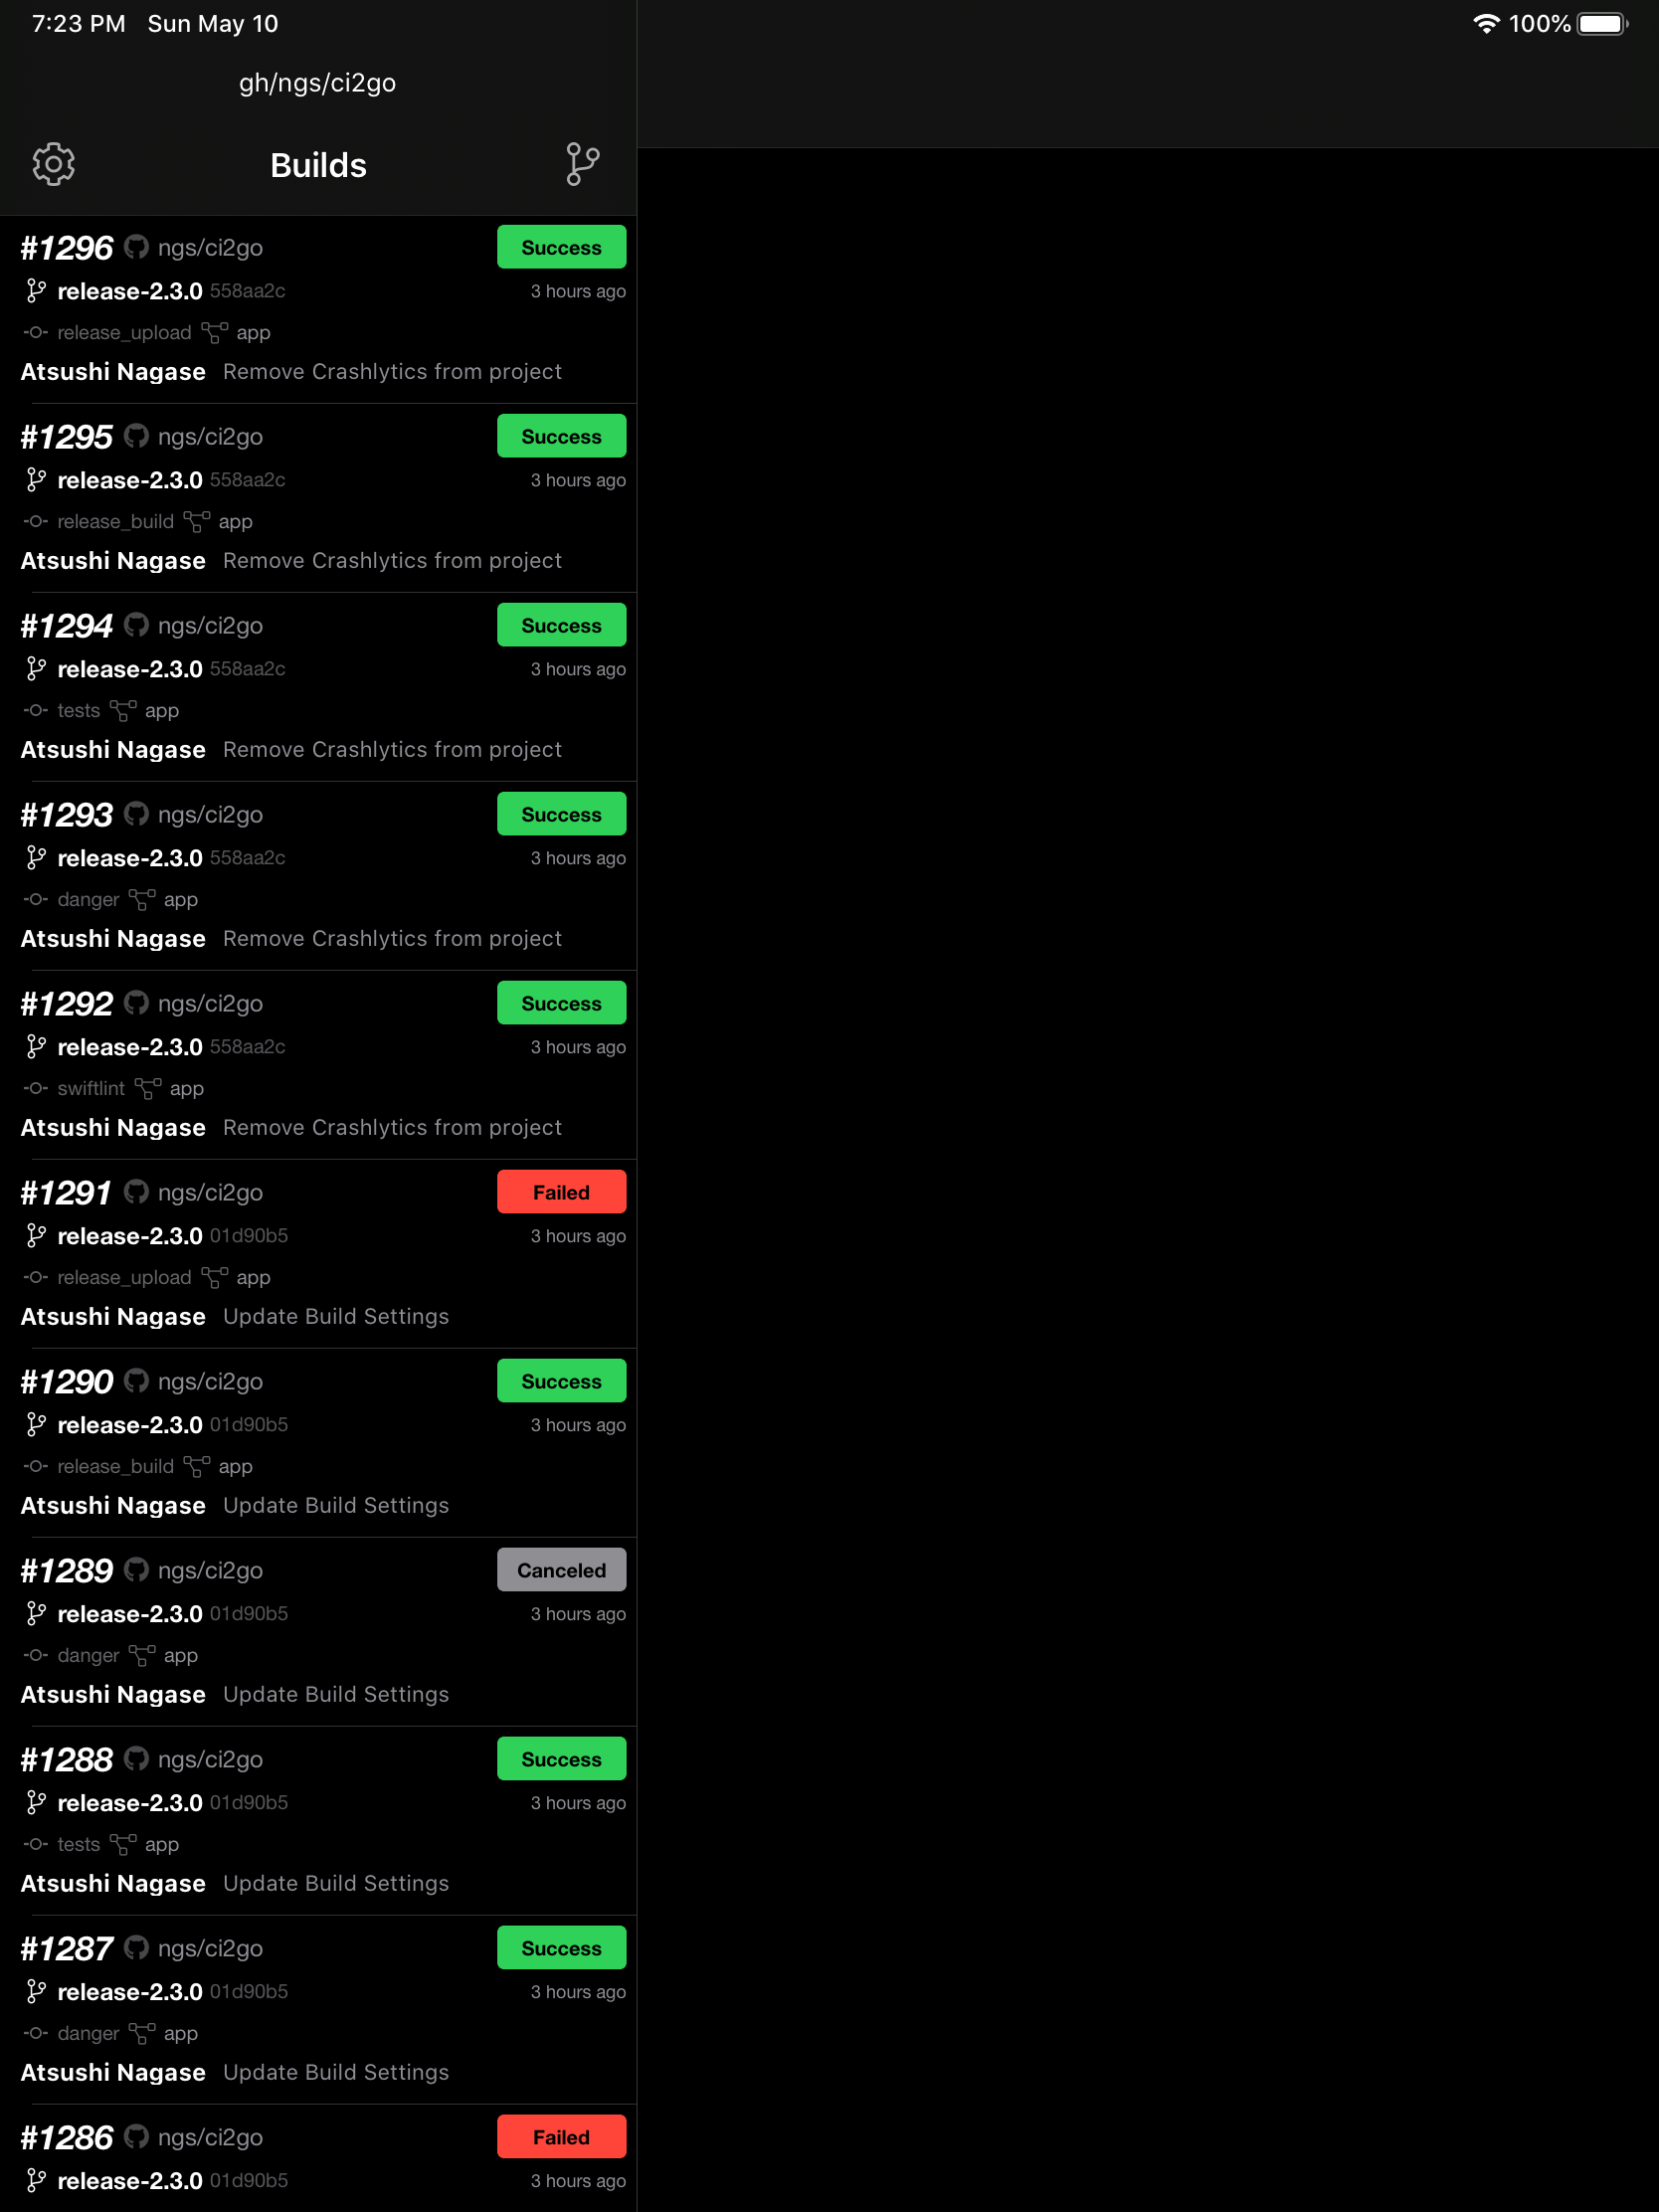 7:23 PM Sun May 10 100%
gh/ngs/ci2go
Builds
#1296 ngs/ci2go Success
release-2.3.0 558aa2c 3 hours ago
release_upload app
Atsushi Nagase Remove Crashlytics from project
#1295 ngs/ci2go Success
release-2.3.0 558aa2c 3 hours ago
release_build app
Atsushi Nagase Remove Crashlytics from project
#1294 ngs/ci2go Success
release-2.3.0 558aa2c 3 hours ago
tests app
Atsushi Nagase Remove Crashlytics from project
#1293 ngs/ci2go Success
release-2.3.0 558aa2c 3 hours ago
danger app
Atsushi Nagase Remove Crashlytics from project
#1292 ngs/ci2go Success
release-2.3.0 558aa2c 3 hours ago
swiftlint app
Atsushi Nagase Remove Crashlytics from project
#1291 ngs/ci2go Failed
release-2.3.0 01d90b5 3 hours ago
release_upload app
Atsushi Nagase Update Build Settings
#1290 ngs/ci2go Success
release-2.3.0 01d90b5 3 hours ago
release_build app
Atsushi Nagase Update Build Settings
#1289 ngs/ci2go Canceled
release-2.3.0 01d90b5 3 hours ago
danger app
Atsushi Nagase Update Build Settings
#1288 ngs/ci2go Success
release-2.3.0 01d90b5 3 hours ago
tests app
Atsushi Nagase Update Build Settings
#1287 ngs/ci2go Success
release-2.3.0 01d90b5 3 hours ago
danger app
Atsushi Nagase Update Build Settings
#1286 ngs/ci2go Failed
release-2.3.0 01d90b5 3 hours ago